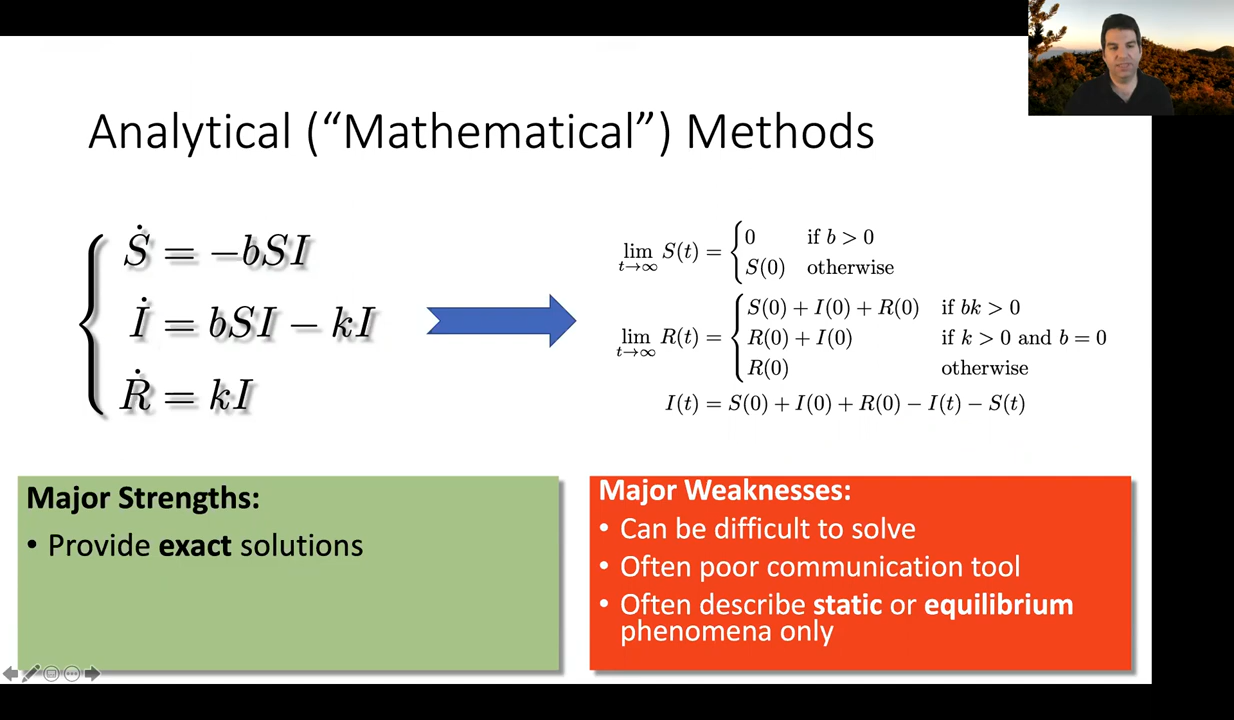 Analytical (“Mathematical”) Methods
Ṡ = −bSI
İ = bSI − kI
Ṙ = kI
lim t→∞ S(t) = { 0 if b > 0
S(0) otherwise
lim t→∞ R(t) = { S(0) + I(0) + R(0) if bk > 0
R(0) + I(0) if k > 0 and b = 0
R(0) otherwise
I(t) = S(0) + I(0) + R(0) − I(t) − S(t)
Major Strengths:
• Provide exact solutions
Major Weaknesses:
• Can be difficult to solve
• Often poor communication tool
• Often describe static or equilibrium
phenomena only